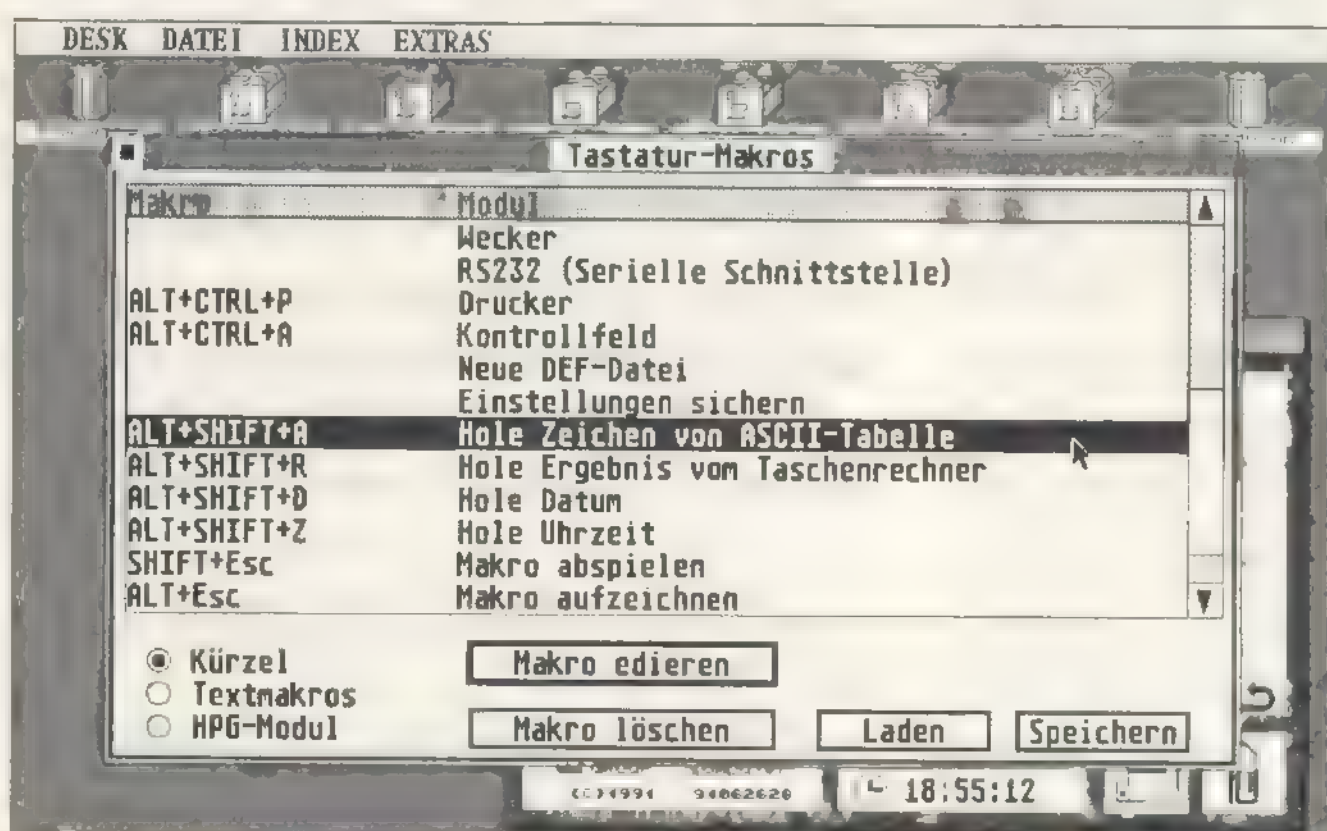 DESK DATEI INDEX EXTRAS
Tastatur-Makros
Makro Modul
Wecker
RS232 (Serielle Schnittstelle)
ALT+CTRL+P Drucker
ALT+CTRL+A Kontrollfeld
Neue DEF-Datei
Einstellungen sichern
ALT+SHIFT+A Hole Zeichen von ASCII-Tabelle
ALT+SHIFT+R Hole Ergebnis vom Taschenrechner
ALT+SHIFT+D Hole Datum
ALT+SHIFT+Z Hole Uhrzeit
SHIFT+Esc Makro abspielen
ALT+Esc Makro aufzeichnen
Kürzel Makro edieren
Textmakros
HPG-Modul Makro löschen Laden Speichern
18:55:12